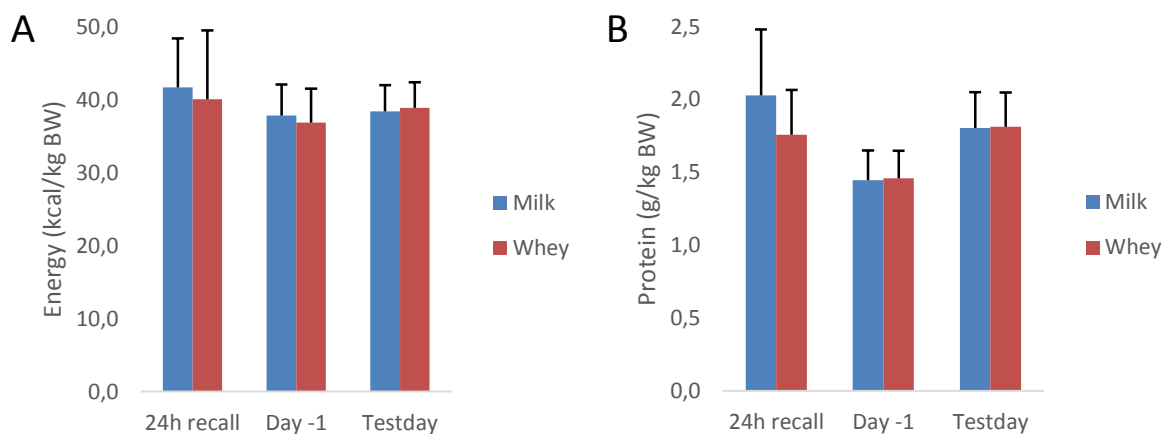 A
Energy (kcal/kg BW)
50,0
40,0
30,0
20,0
10,0
0,0
24h recall
Day -1
Testday
Milk
Whey
B
Protein (g/kg BW)
2,5
2,0
1,5
1,0
0,5
0,0
24h recall
Day -1
Testday
Milk
Whey